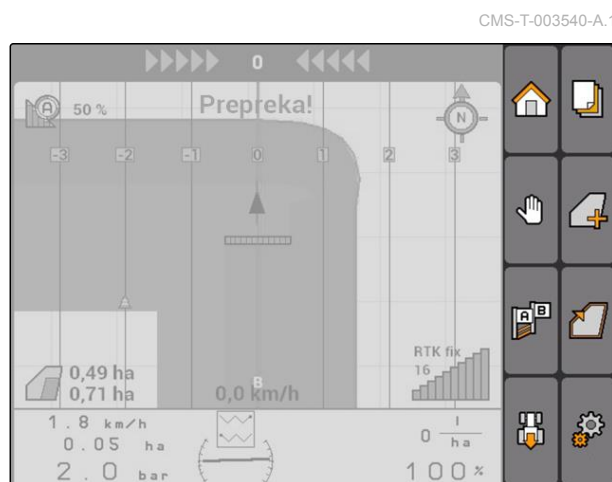 CMS-T-003540-A.1
0
50 %
Prepreka!
N
-3 -2 -1 0 1 2 3
A
RTK fix
16
0,49 ha
0,71 ha
0,0 km/h
B
1.8 km/h
0.05 ha
2.0 bar
0 l/ha
100%
A B